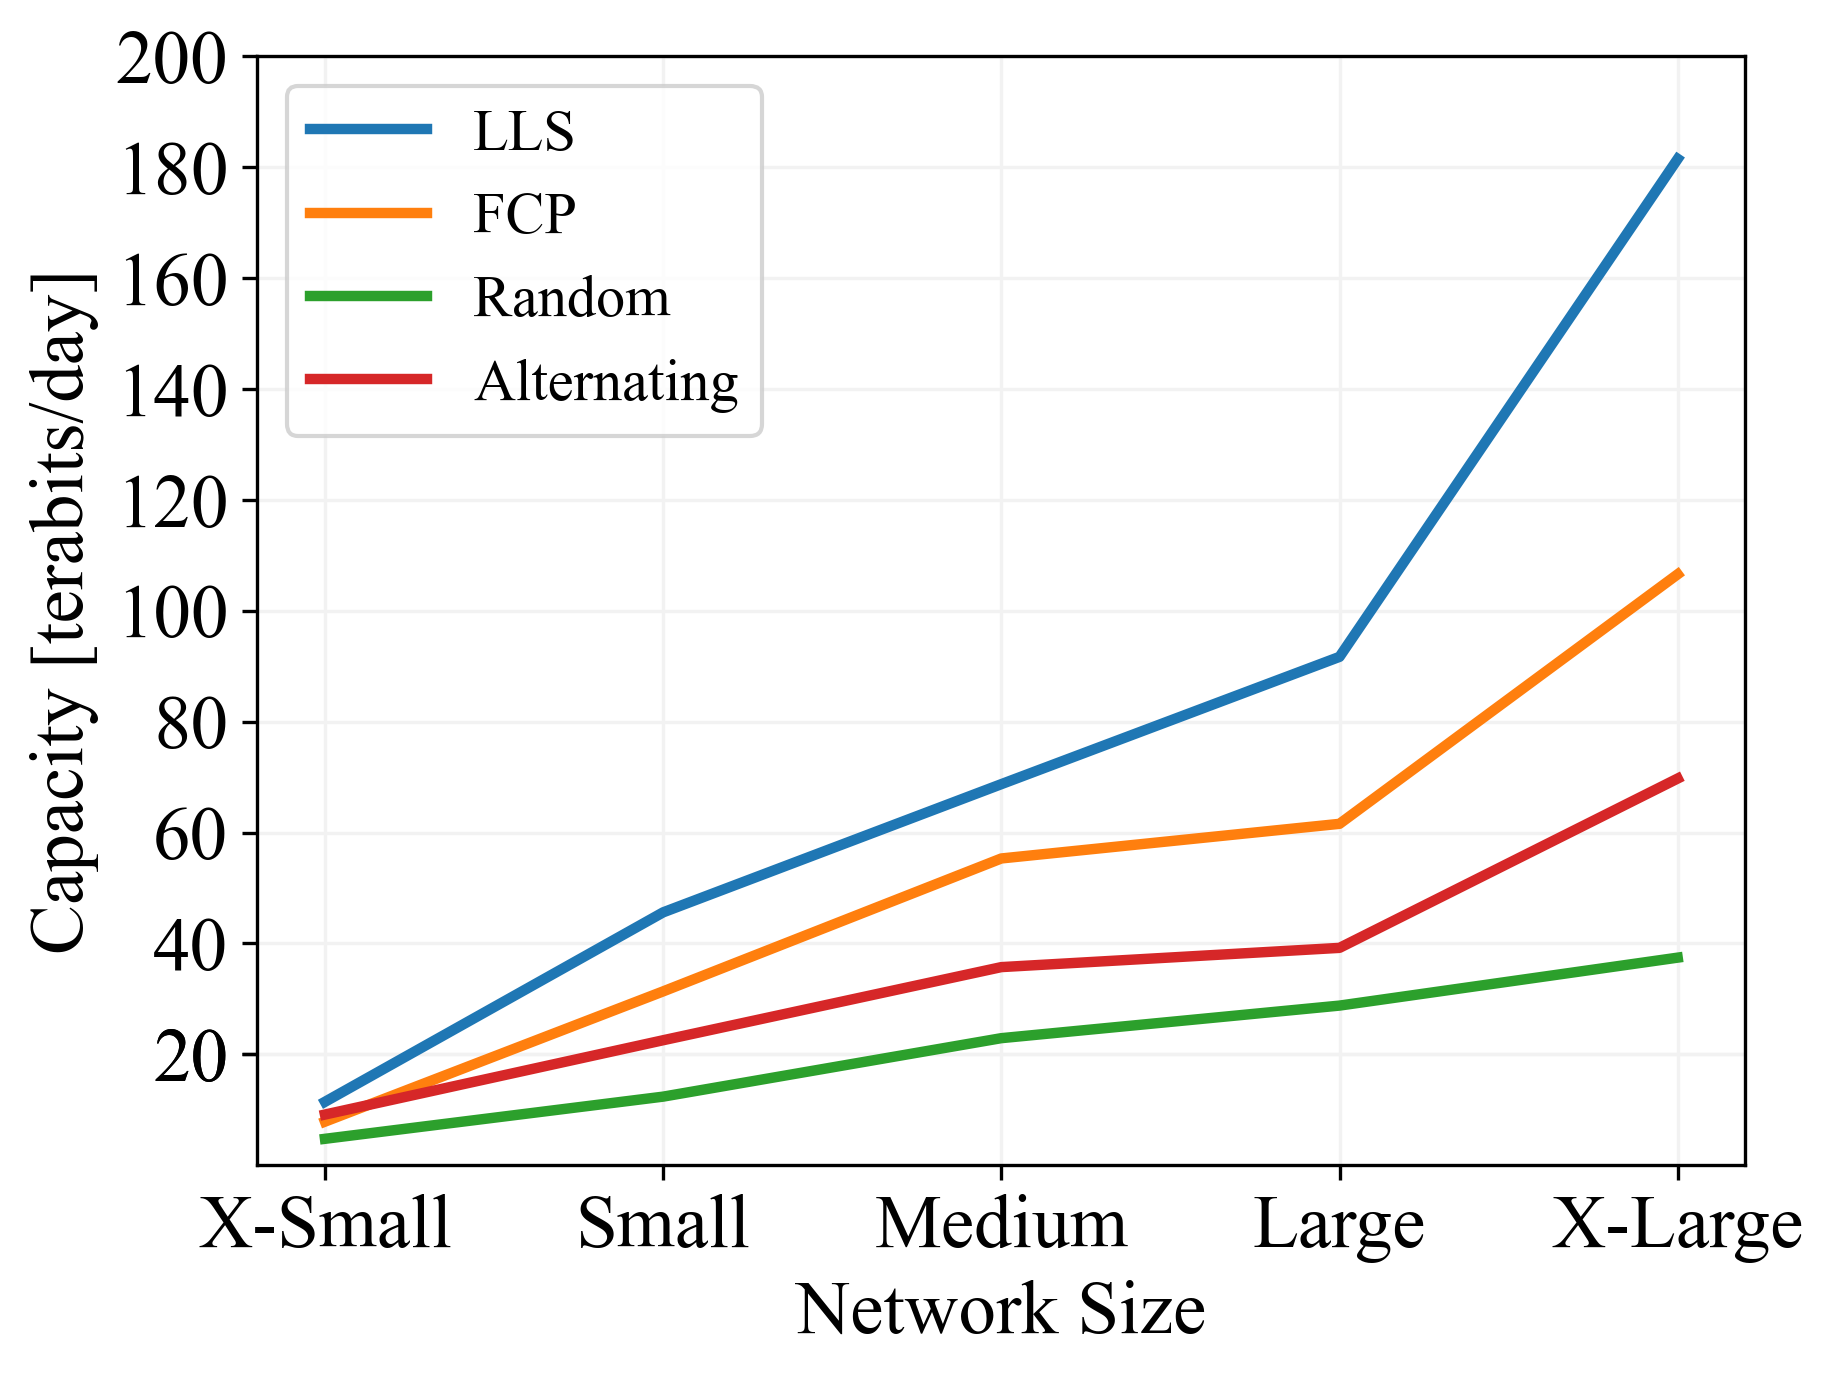 200
180
160
140
120
100
80
60
40
20
Capacity [terabits/day]
LLS
FCP
Random
Alternating
X-Small Small Medium Large X-Large
Network Size